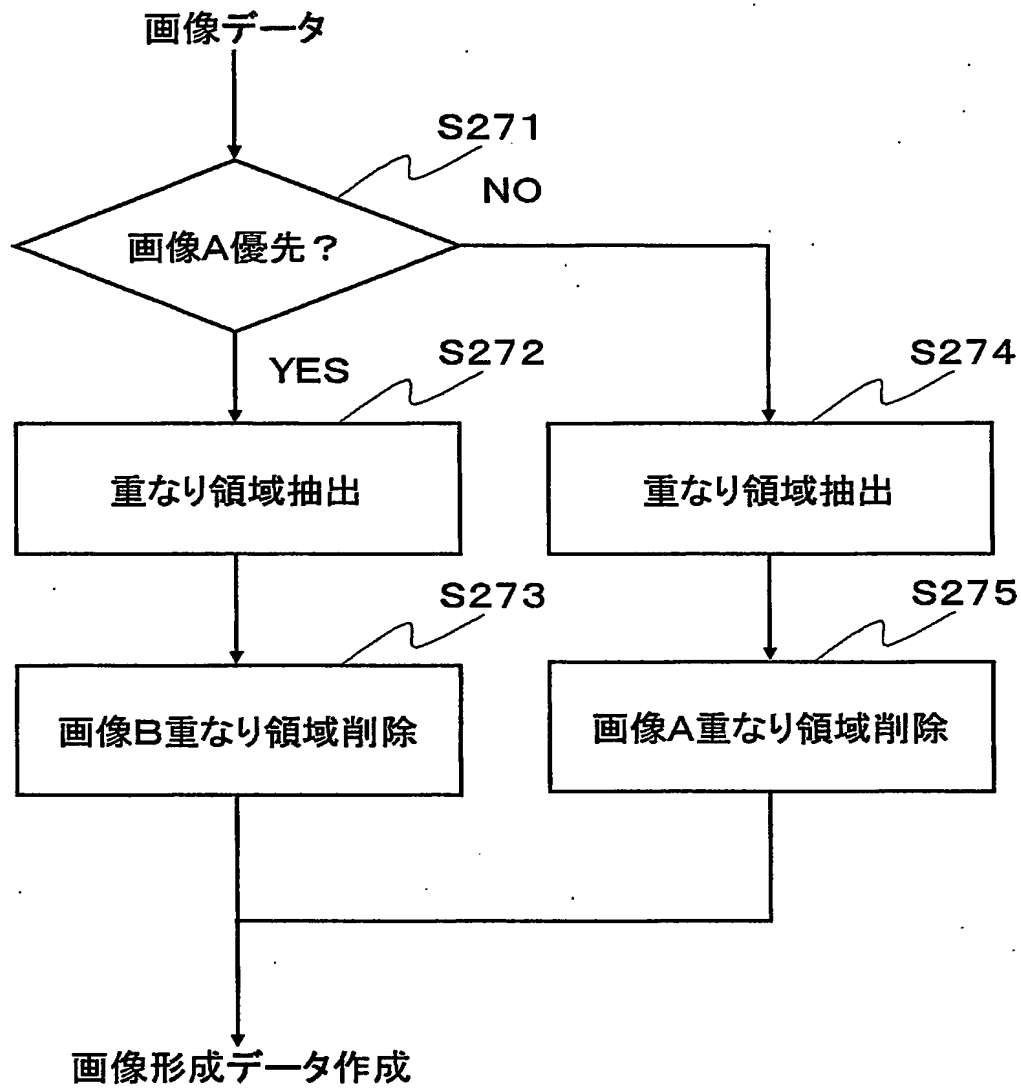 画像データ
S271
NO
画像A優先？
YES
S272
S274
重なり領域抽出
重なり領域抽出
S273
S275
画像B重なり領域削除
画像A重なり領域削除
画像形成データ作成